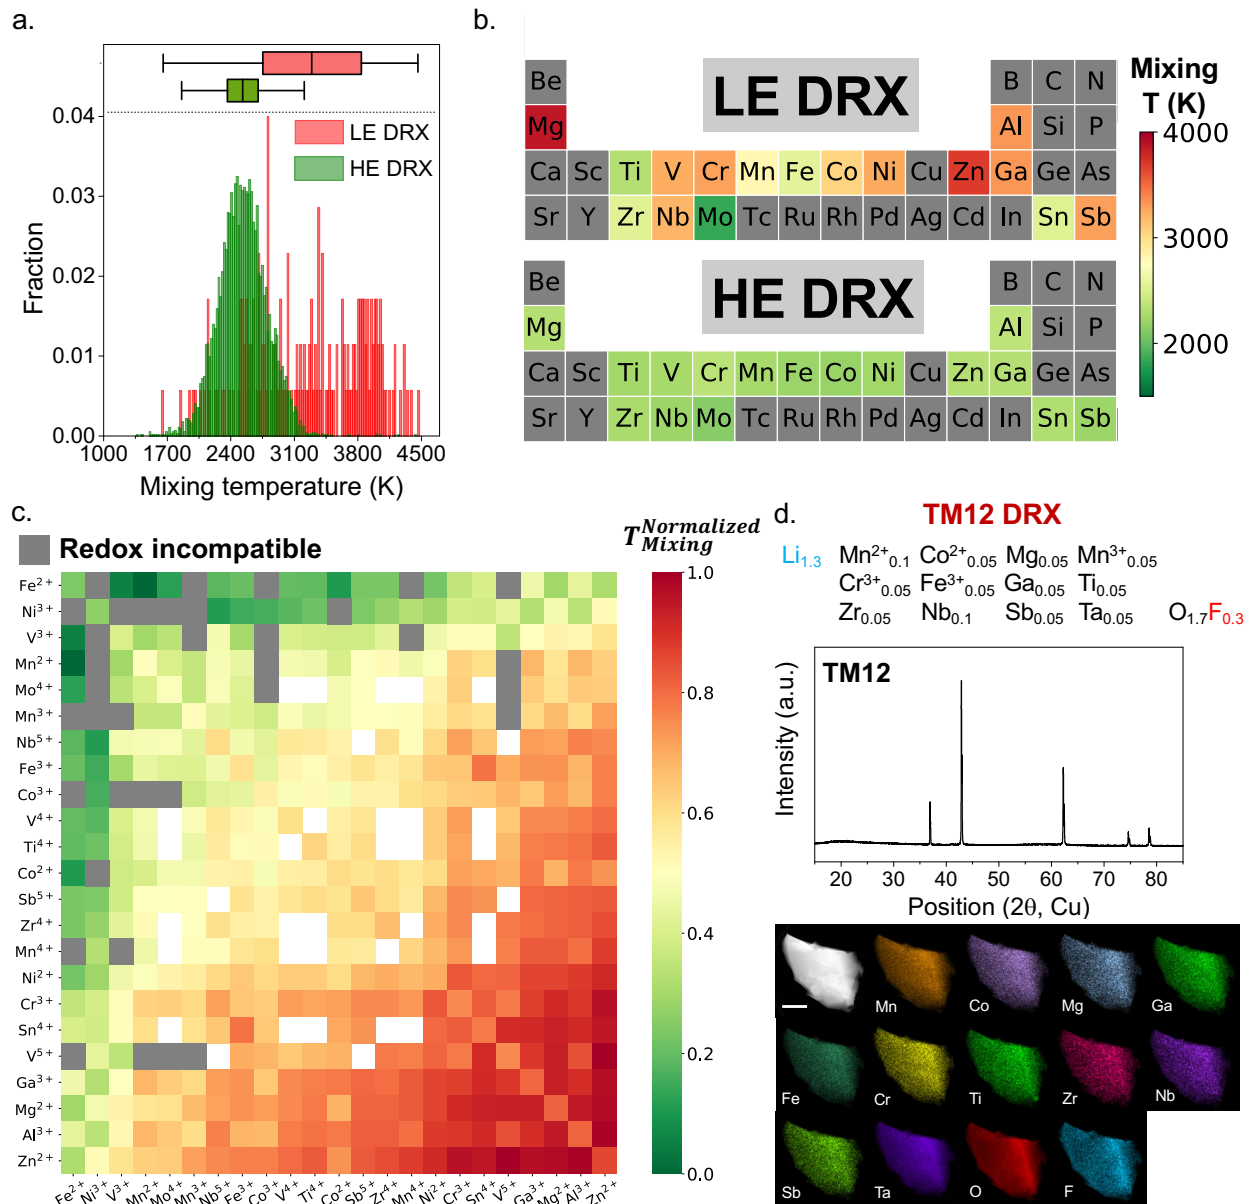 a.
0.04
0.03
0.02
0.01
0.00
Fraction
LE DRX
HE DRX
1000 1700 2400 3100 3800 4500
Mixing temperature (K)
b.
LE DRX
Be B C N
Mg Al Si P
Ca Sc Ti V Cr Mn Fe Co Ni Cu Zn Ga Ge As
Sr Y Zr Nb Mo Tc Ru Rh Pd Ag Cd In Sn Sb
HE DRX
Be B C N
Mg Al Si P
Ca Sc Ti V Cr Mn Fe Co Ni Cu Zn Ga Ge As
Sr Y Zr Nb Mo Tc Ru Rh Pd Ag Cd In Sn Sb
Mixing
T (K)
4000
3000
2000
c.
Redox incompatible
T Normalized Mixing
Fe²⁺
Ni³⁺
V³⁺
Mn²⁺
Mo⁴⁺
Mn³⁺
Nb⁵⁺
Fe³⁺
Co³⁺
V⁴⁺
Ti⁴⁺
Co²⁺
Sb⁵⁺
Zr⁴⁺
Mn⁴⁺
Ni²⁺
Cr³⁺
Sn⁴⁺
V⁵⁺
Ga³⁺
Mg²⁺
Al³⁺
Zn²⁺
Fe²⁺ Ni³⁺ V³⁺ Mn²⁺ Mo⁴⁺ Mn³⁺ Nb⁵⁺ Fe³⁺ Co³⁺ V⁴⁺ Ti⁴⁺ Co²⁺ Sb⁵⁺ Zr⁴⁺ Mn⁴⁺ Ni²⁺ Cr³⁺ Sn⁴⁺ V⁵⁺ Ga³⁺ Mg²⁺ Al³⁺ Zn²⁺
1.0
0.8
0.6
0.4
0.2
0.0
d.
TM12 DRX
Li₁.₃ Mn²⁺₀.₁ Co²⁺₀.₀₅ Mg₀.₀₅ Mn³⁺₀.₀₅
Cr³⁺₀.₀₅ Fe³⁺₀.₀₅ Ga₀.₀₅ Ti₀.₀₅
Zr₀.₀₅ Nb₀.₁ Sb₀.₀₅ Ta₀.₀₅ O₁.₇F₀.₃
TM12
Intensity (a.u.)
20 30 40 50 60 70 80
Position (2θ, Cu)
Mn Co Mg Ga
Fe Cr Ti Zr Nb
Sb Ta O F